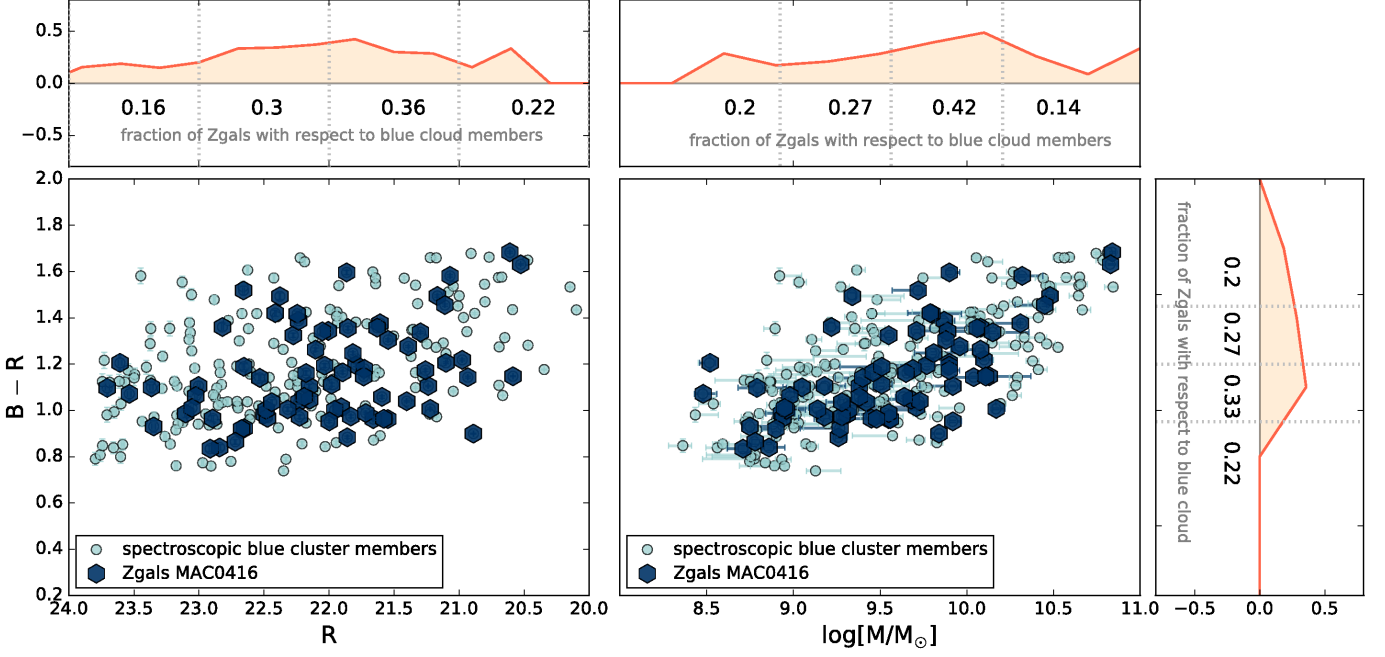 0.5
0.0
−0.5
0.16
0.3
0.36
0.22
fraction of Zgals with respect to blue cloud members
0.2
0.27
0.42
0.14
fraction of Zgals with respect to blue cloud members
2.0
1.8
1.6
1.4
1.2
1.0
0.8
0.6
0.4
0.2
B − R
spectroscopic blue cluster members
Zgals MAC0416
24.0 23.5 23.0 22.5 22.0 21.5 21.0 20.5 20.0
R
spectroscopic blue cluster members
Zgals MAC0416
8.5 9.0 9.5 10.0 10.5 11.0
log[M/M☉]
fraction of Zgals with respect to blue cloud
0.2
0.27
0.33
0.22
−0.5 0.0 0.5